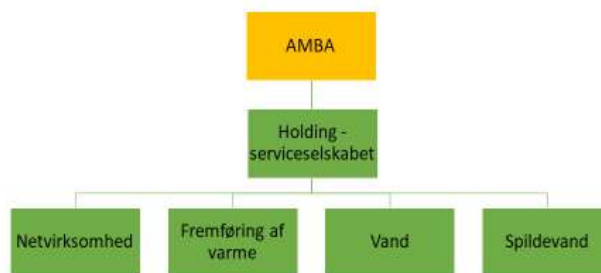 AMBA
Holding -
serviceselskabet
Netvirksomhed
Fremføring af
varme
Vand
Spildevand